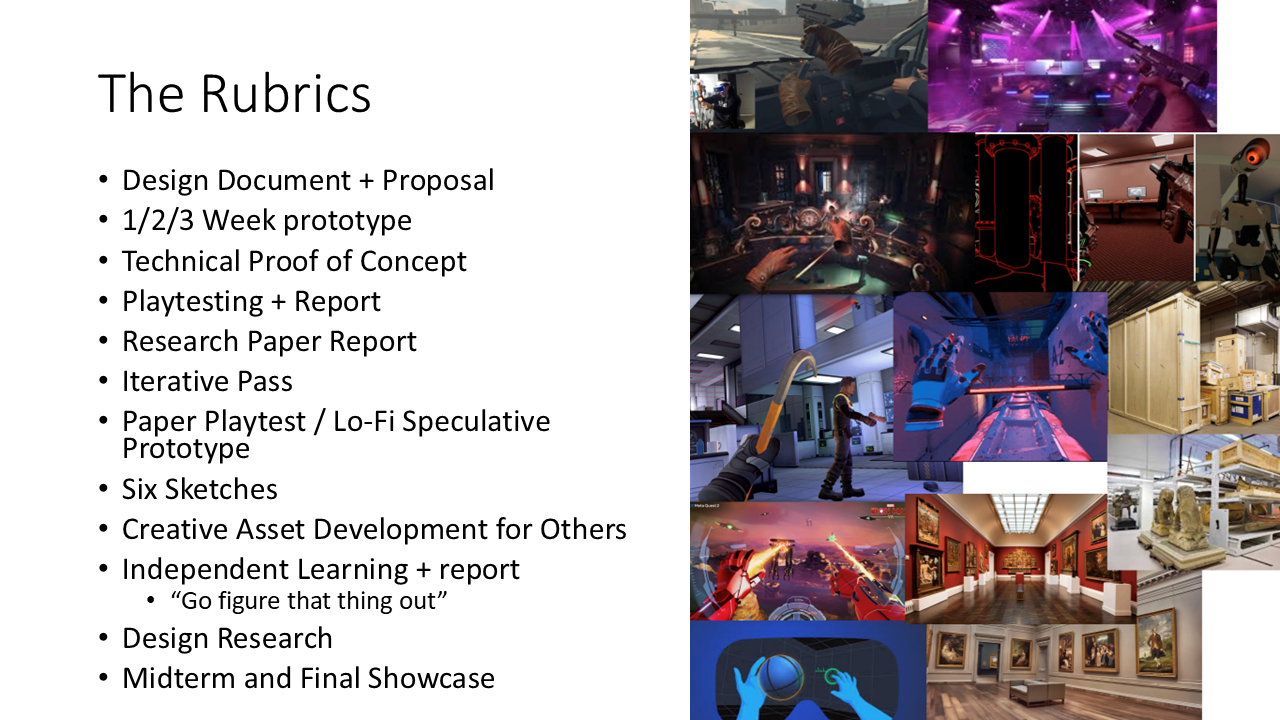 The Rubrics
• Design Document + Proposal
• 1/2/3 Week prototype
• Technical Proof of Concept
• Playtesting + Report
• Research Paper Report
• Iterative Pass
• Paper Playtest / Lo-Fi Speculative
Prototype
• Six Sketches
• Creative Asset Development for Others
• Independent Learning + report
• “Go figure that thing out”
• Design Research
• Midterm and Final Showcase
A2